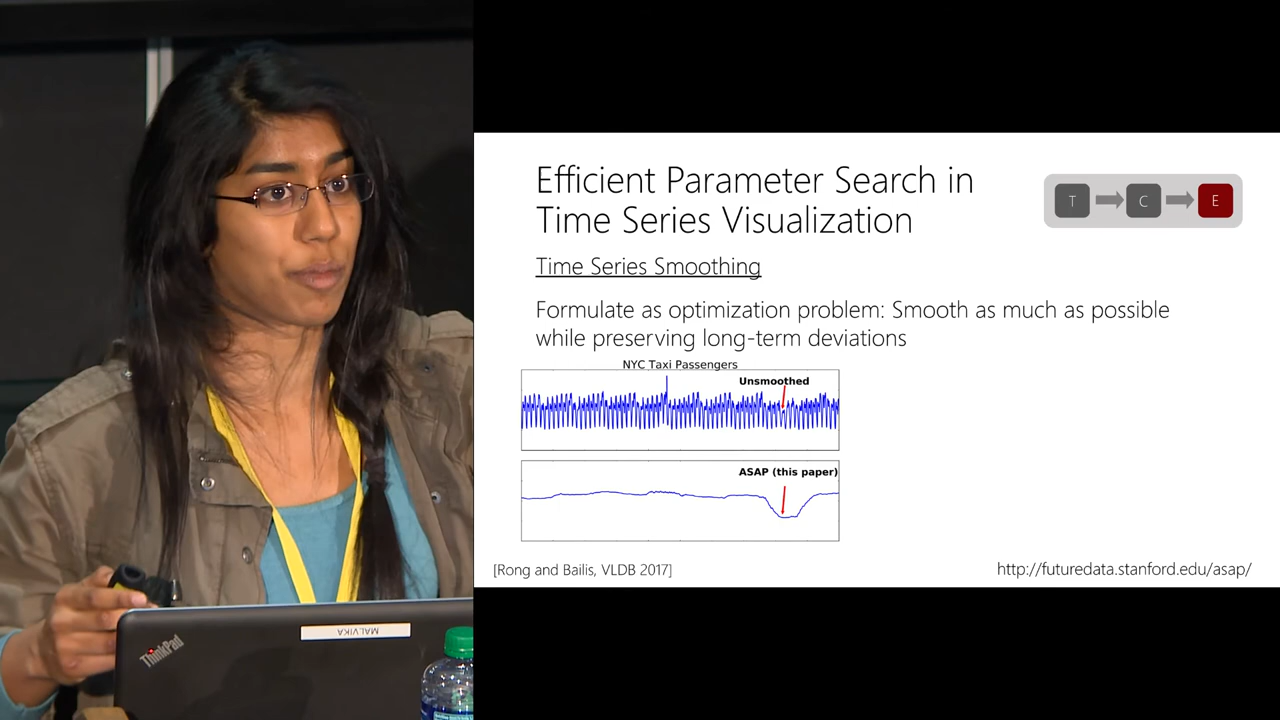 Efficient Parameter Search in
Time Series Visualization
T C E
Time Series Smoothing
Formulate as optimization problem: Smooth as much as possible
while preserving long-term deviations
NYC Taxi Passengers
Unsmoothed
ASAP (this paper)
[Rong and Bailis, VLDB 2017]
http://futuredata.stanford.edu/asap/
MALVIKA
ThinkPad